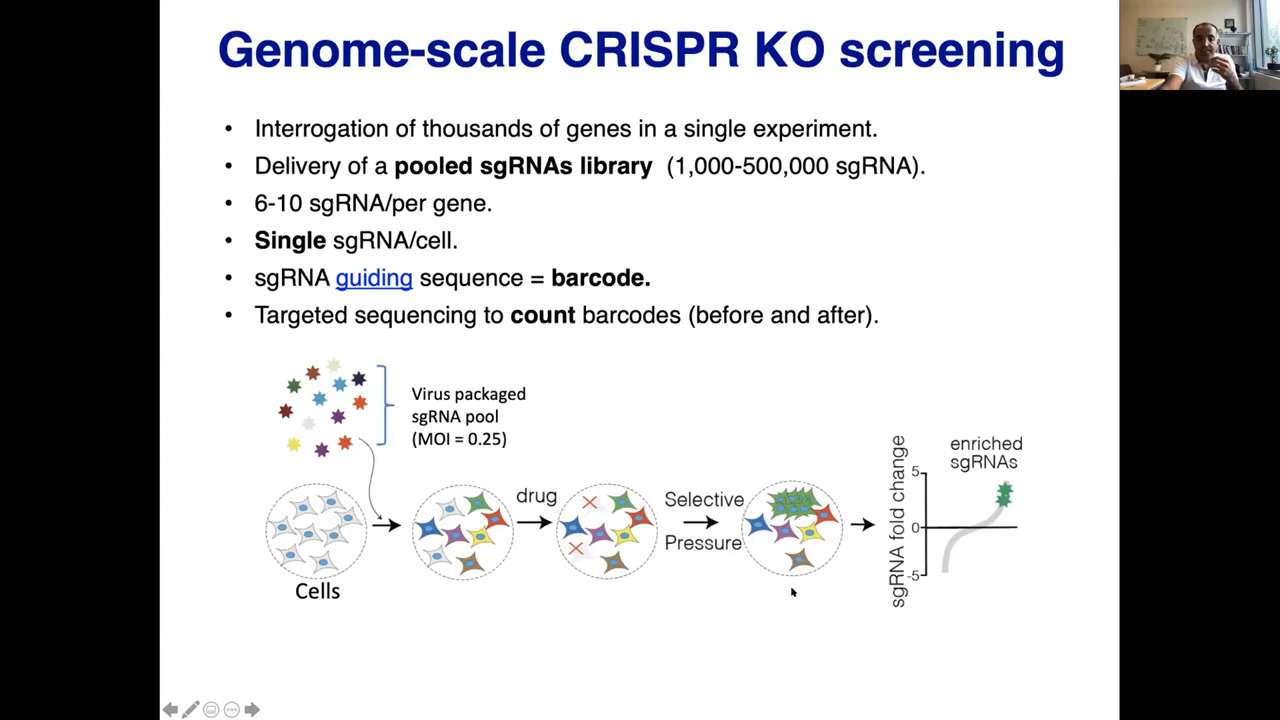 Genome-scale CRISPR KO screening
• Interrogation of thousands of genes in a single experiment.
• Delivery of a pooled sgRNAs library (1,000-500,000 sgRNA).
• 6-10 sgRNA/per gene.
• Single sgRNA/cell.
• sgRNA guiding sequence = barcode.
• Targeted sequencing to count barcodes (before and after).
Virus packaged
sgRNA pool
(MOI = 0.25)
Cells
drug
Selective
Pressure
sgRNA fold change
5
0
-5
enriched
sgRNAs